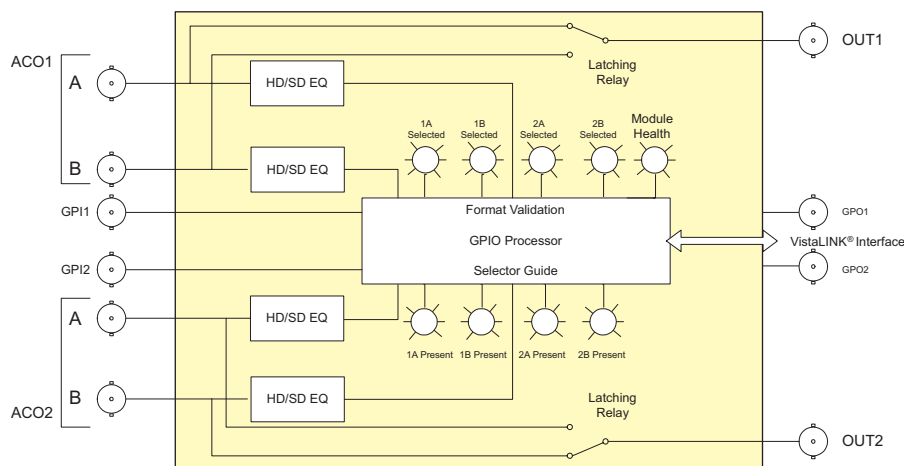 OUT1
ACO1
A
HD/SD EQ
Latching
Relay
1A
Selected
1B
Selected
2A
Selected
2B
Selected
Module
Health
B
HD/SD EQ
GPI1
Format Validation
GPO1
GPIO Processor
VistaLINK® Interface
GPI2
Selector Guide
GPO2
A
HD/SD EQ
1A Present
1B Present
2A Present
2B Present
B
HD/SD EQ
ACO2
Latching
Relay
OUT2